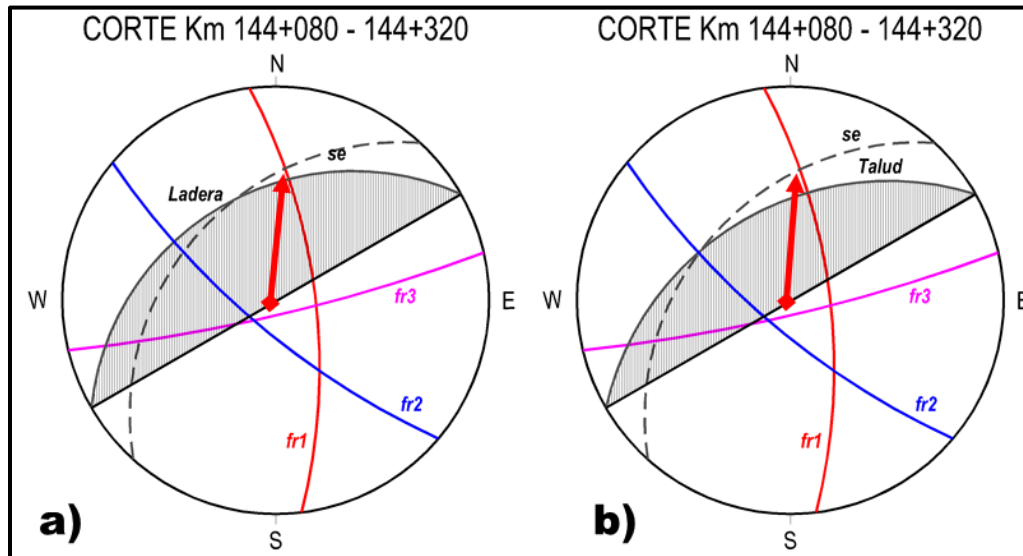 CORTE Km 144+080 - 144+320
N
se
Ladera
W
E
fr3
fr2
fr1
S
a)
CORTE Km 144+080 - 144+320
N
se
Talud
W
E
fr3
fr2
fr1
S
b)